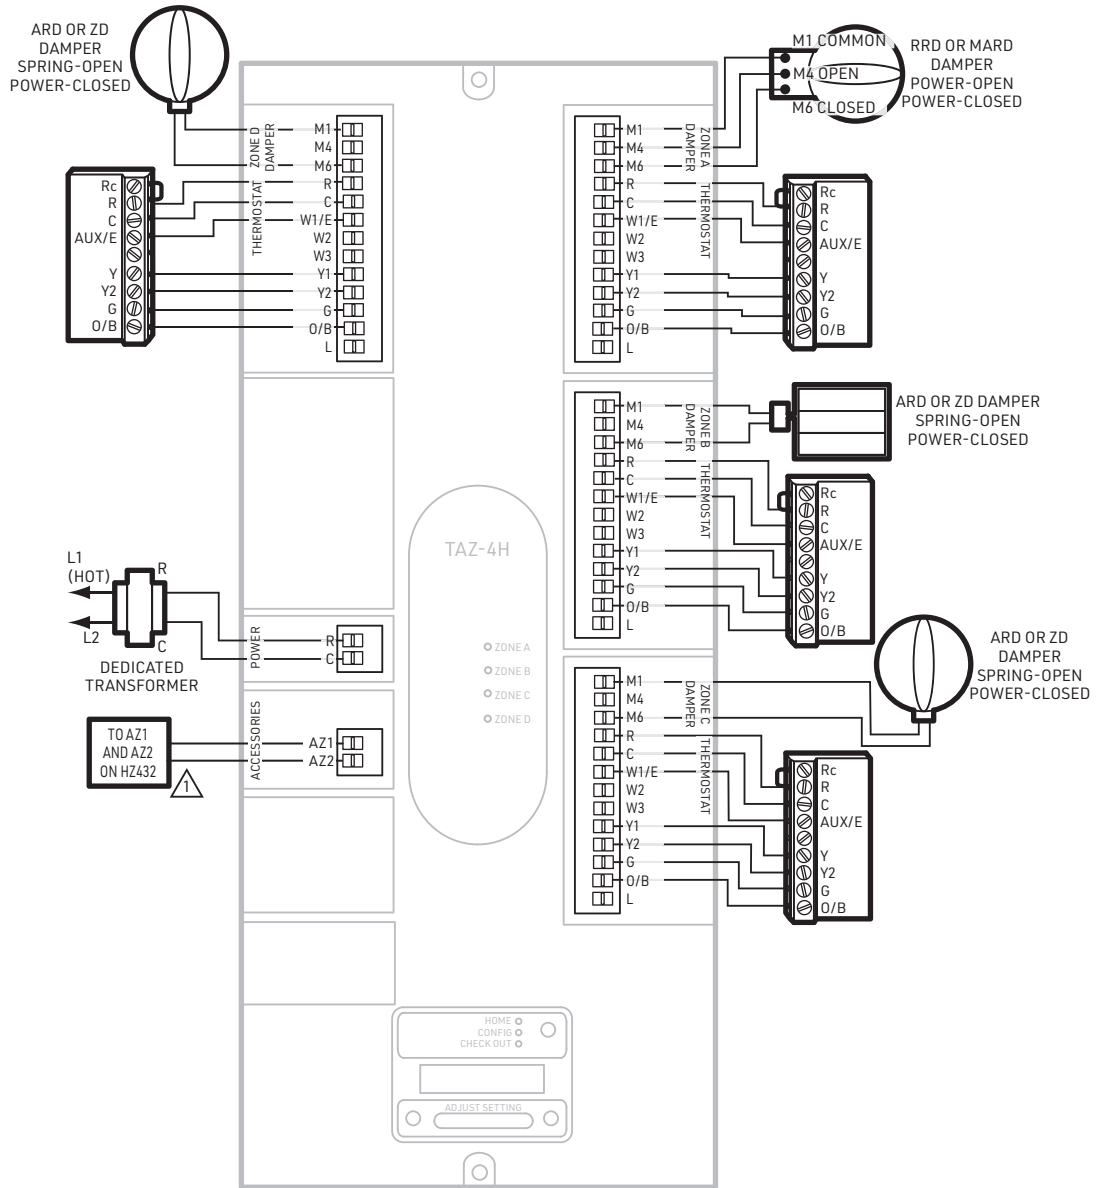 ARD OR ZD
DAMPER
SPRING-OPEN
POWER-CLOSED
M1 COMMON
M4 OPEN
M6 CLOSED
RRD OR MARD
DAMPER
POWER-OPEN
POWER-CLOSED
ZONE D
DAMPER
THERMOSTAT
M1
M4
M6
R
C
W1/E
W2
W3
Y1
Y2
G
O/B
L
Rc
R
C
AUX/E
Y
Y2
G
O/B
M1
M4
M6
R
C
W1/E
W2
W3
Y1
Y2
G
O/B
L
ZONE A
DAMPER
THERMOSTAT
Rc
R
C
AUX/E
Y
Y2
G
O/B
M1
M4
M6
R
C
W1/E
W2
W3
Y1
Y2
G
O/B
L
ZONE B
DAMPER
THERMOSTAT
ARD OR ZD DAMPER
SPRING-OPEN
POWER-CLOSED
Rc
R
C
AUX/E
Y
Y2
G
O/B
TAZ-4H
ZONE A
ZONE B
ZONE C
ZONE D
L1
(HOT)
L2
R
C
DEDICATED
TRANSFORMER
POWER
R
C
ARD OR ZD
DAMPER
SPRING-OPEN
POWER-CLOSED
M1
M4
M6
R
C
W1/E
W2
W3
Y1
Y2
G
O/B
L
ZONE C
DAMPER
THERMOSTAT
Rc
R
C
AUX/E
Y
Y2
G
O/B
TO AZ1
AND AZ2
ON HZ432
1
ACCESSORIES
AZ1
AZ2
HOME
CONFIG
CHECK OUT
ADJUST SETTING